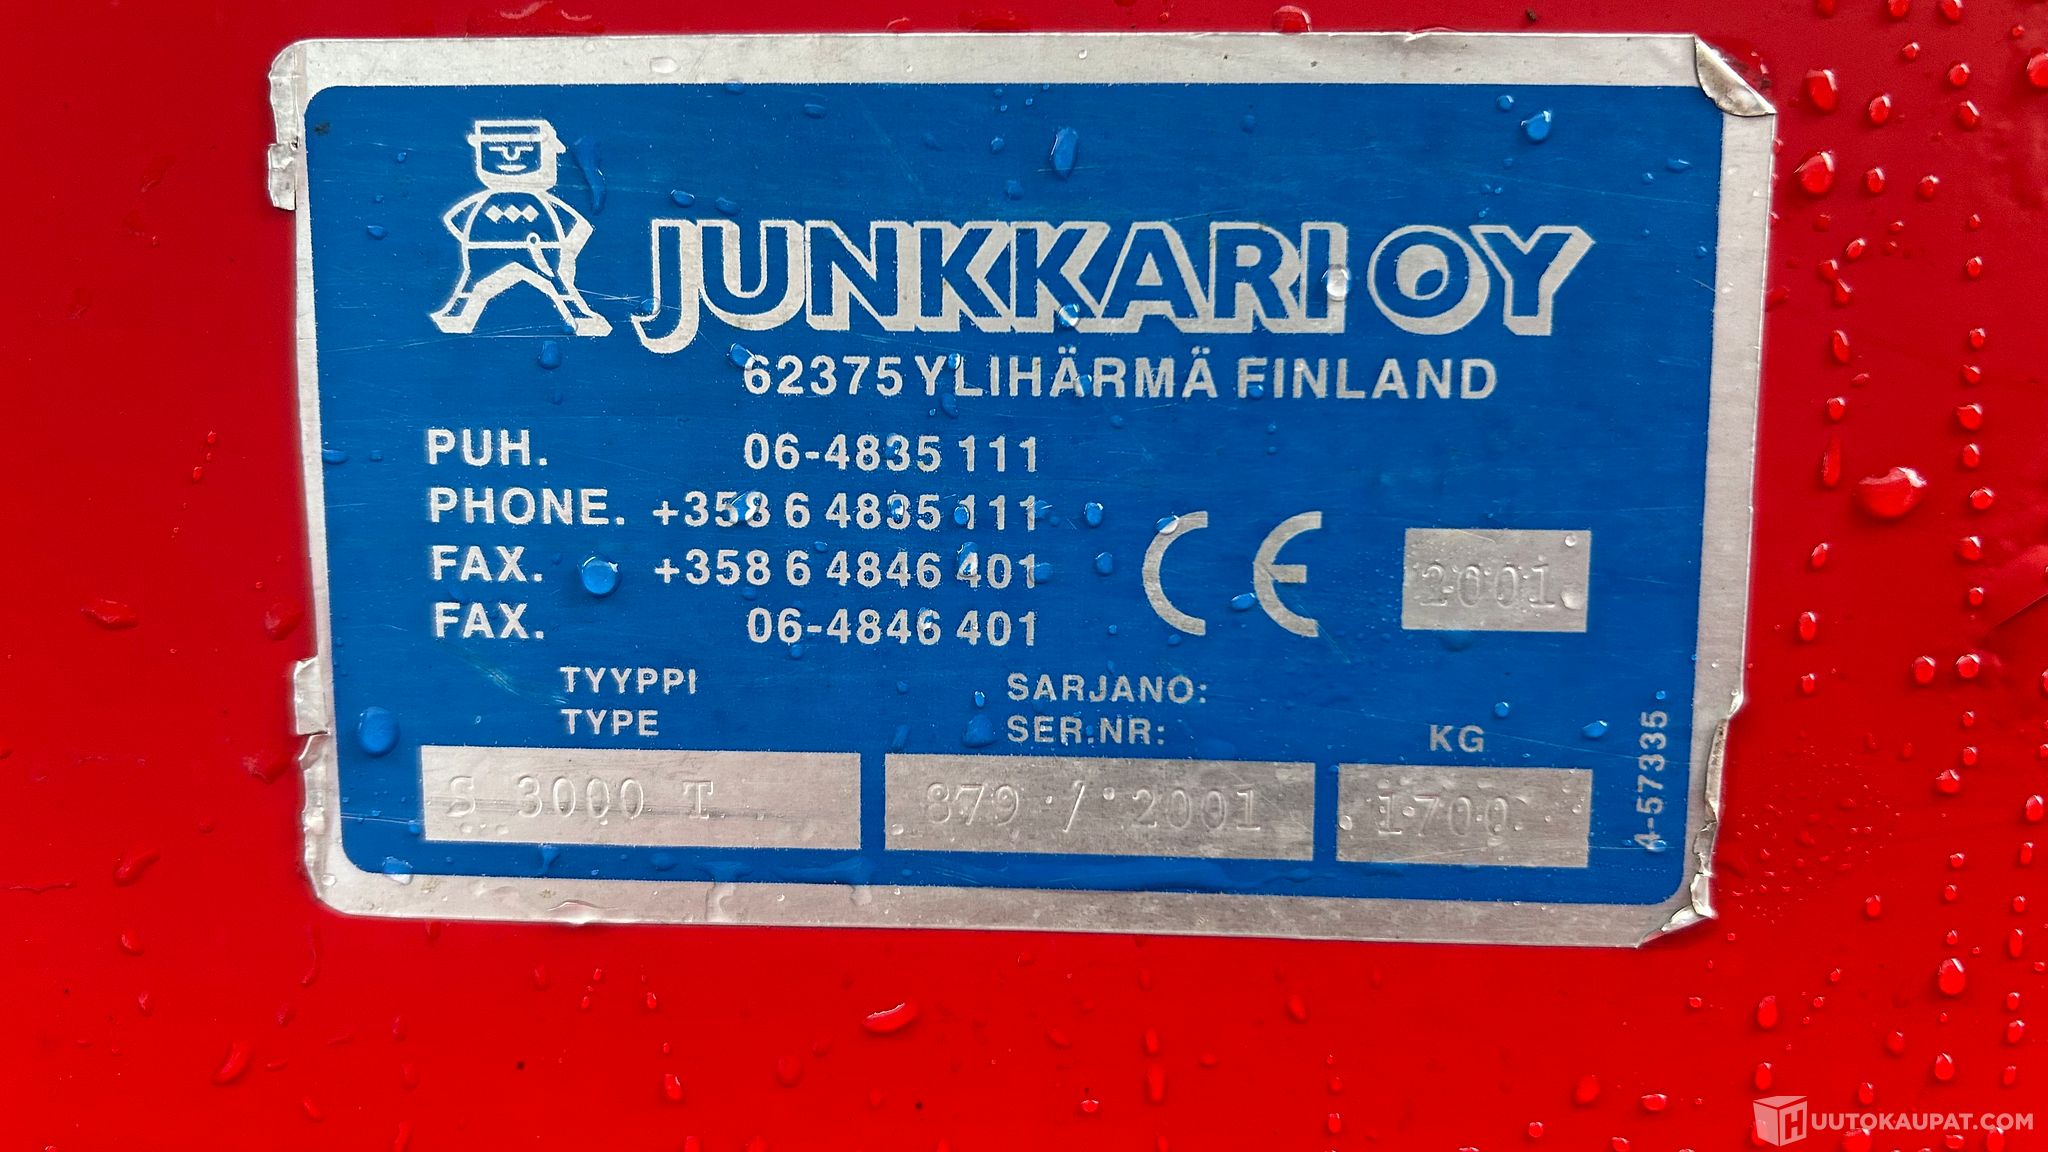 JUNKKARI OY
62375 YLIHÄRMÄ FINLAND
PUH. 06-4835 111
PHONE. +358 6 4835 111
FAX. +358 6 4846 401
FAX. 06-4846 401
CE 2001
TYYPPI
TYPE
S 3000 T
SARJANO:
SER.NR:
879 / 2001
KG
1700
4-573335
HUUTOKAUPAT.COM